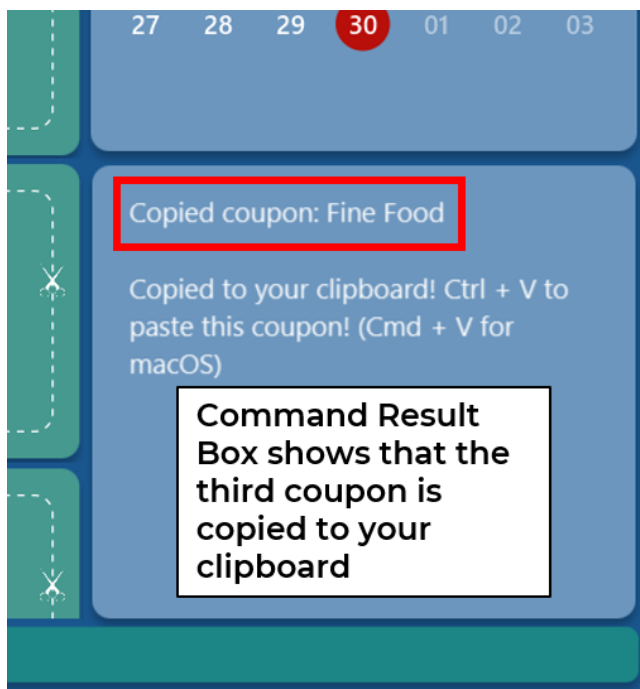 27 28 29 30 01 02 03
Copied coupon: Fine Food
Copied to your clipboard! Ctrl + V to
paste this coupon! (Cmd + V for
macOS)
Command Result
Box shows that the
third coupon is
copied to your
clipboard